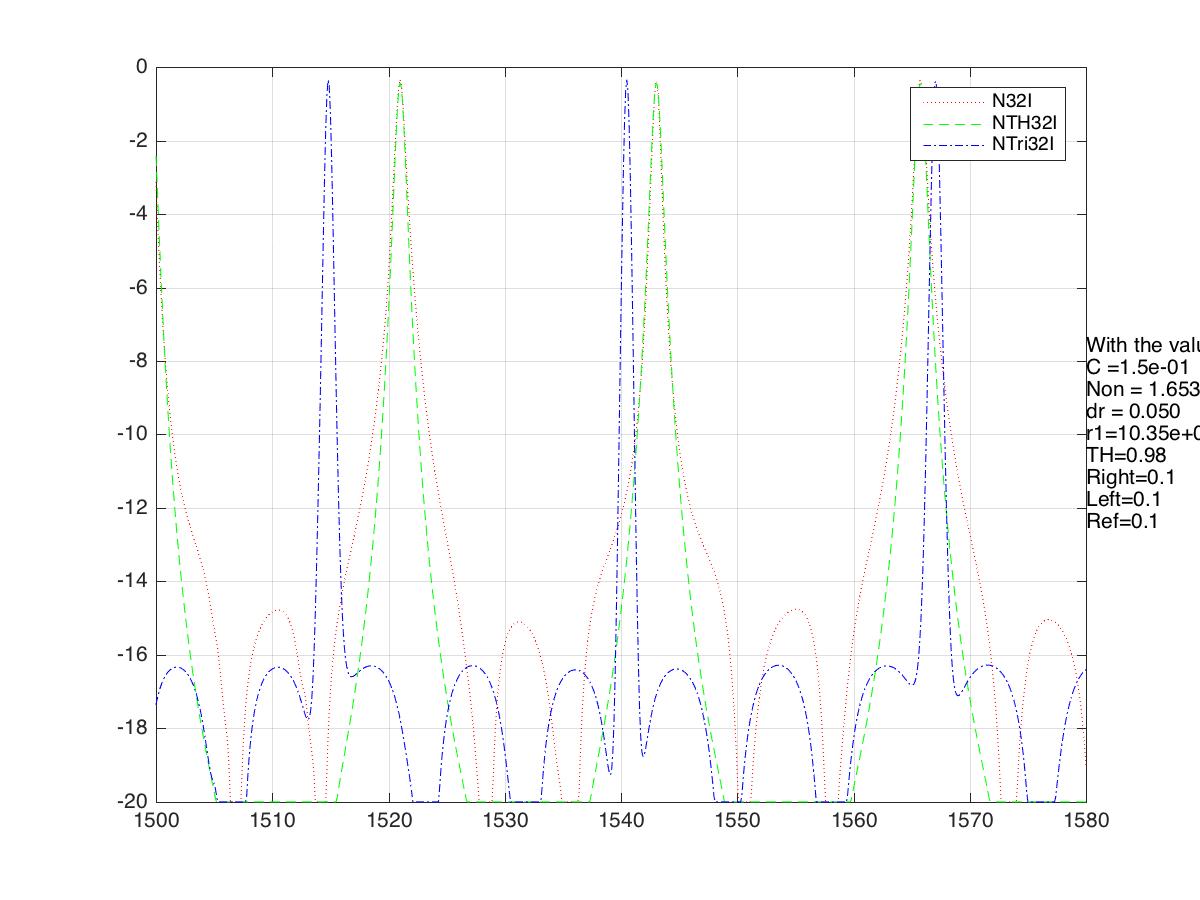 0
-2
-4
-6
-8
-10
-12
-14
-16
-18
-20
1500 1510 1520 1530 1540 1550 1560 1570 1580
N32I
NTH32I
NTri32I
With the valu
C =1.5e-01
Non = 1.653
dr = 0.050
r1=10.35e+0
TH=0.98
Right=0.1
Left=0.1
Ref=0.1